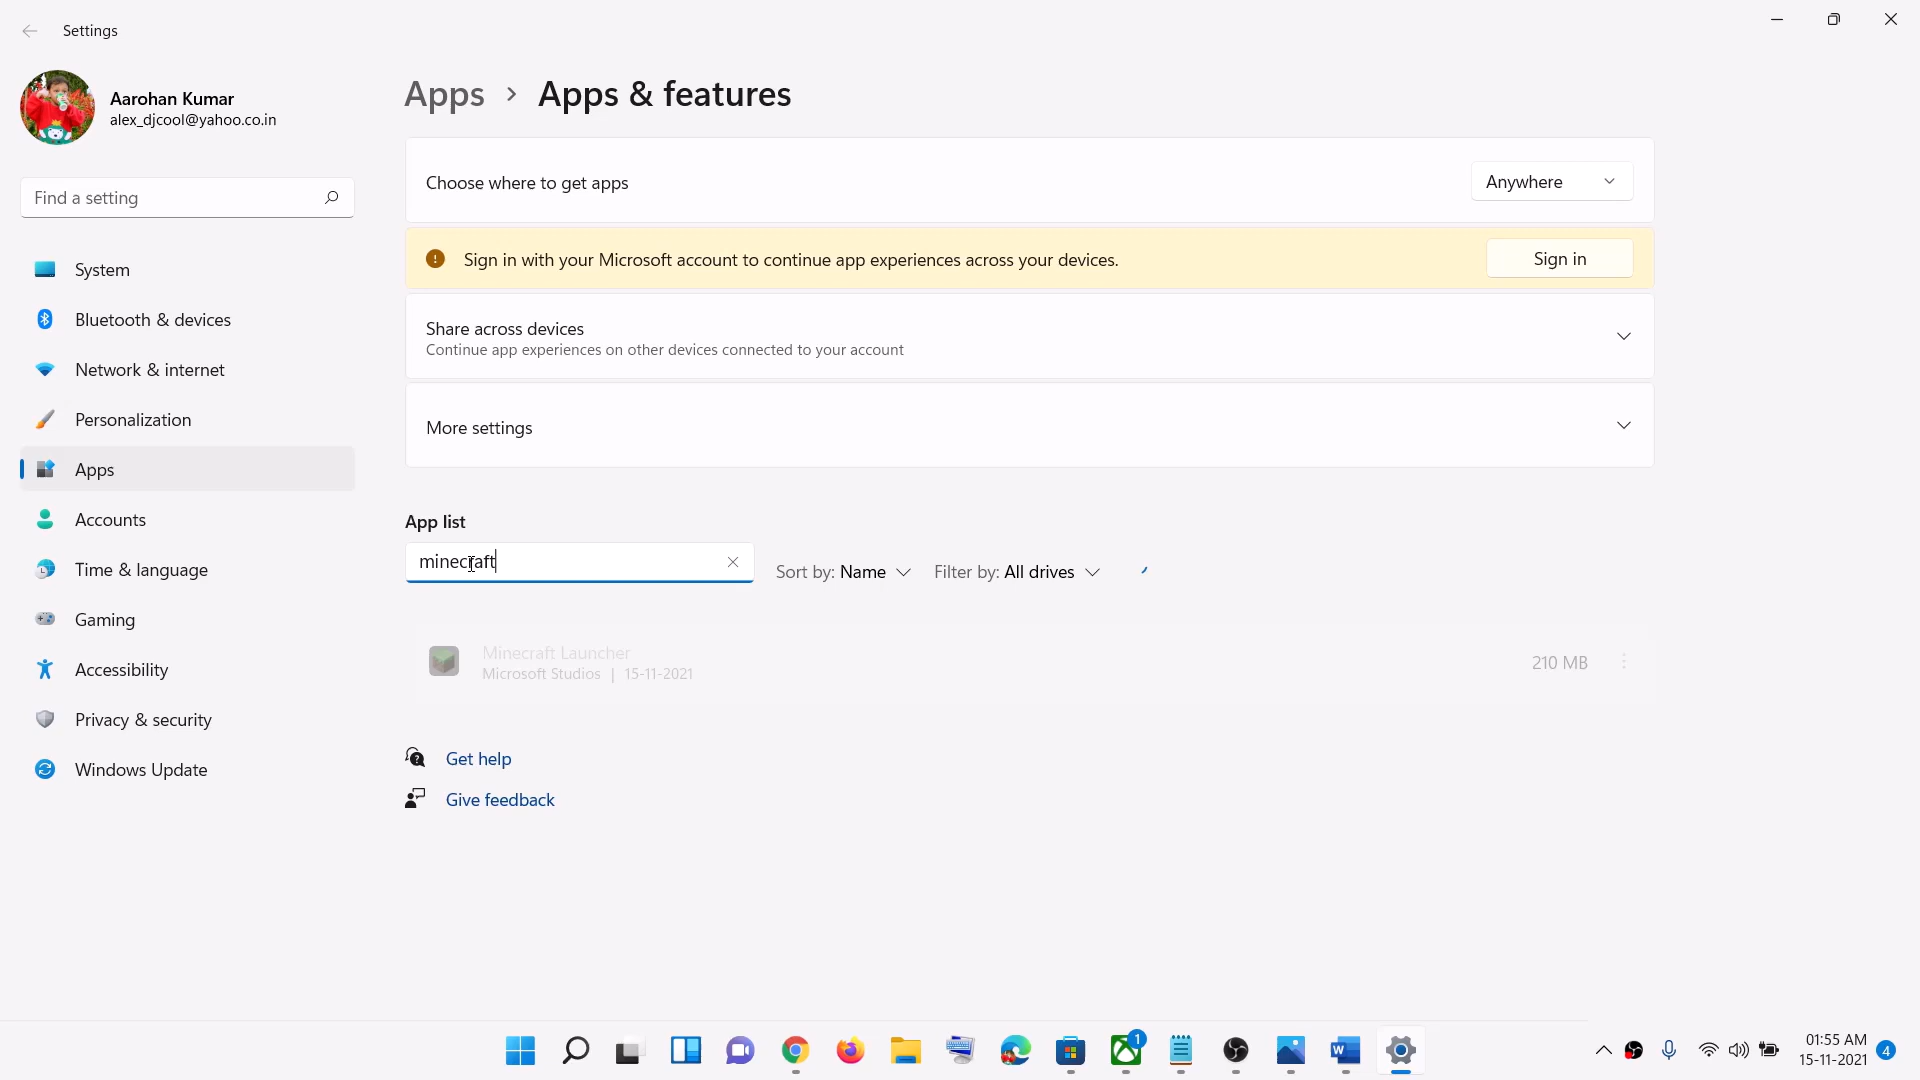 Settings
Aarohan Kumar
alex_djcool@yahoo.co.in
Find a setting
System
Bluetooth & devices
Network & internet
Personalization
Apps
Accounts
Time & language
Gaming
Accessibility
Privacy & security
Windows Update
Apps > Apps & features
Choose where to get apps
Anywhere
Sign in with your Microsoft account to continue app experiences across your devices.
Sign in
Share across devices
Continue app experiences on other devices connected to your account
More settings
App list
minecraft
Sort by: Name
Filter by: All drives
Minecraft Launcher
Microsoft Studios | 15-11-2021
210 MB
Get help
Give feedback
1
01:55 AM
15-11-2021
4